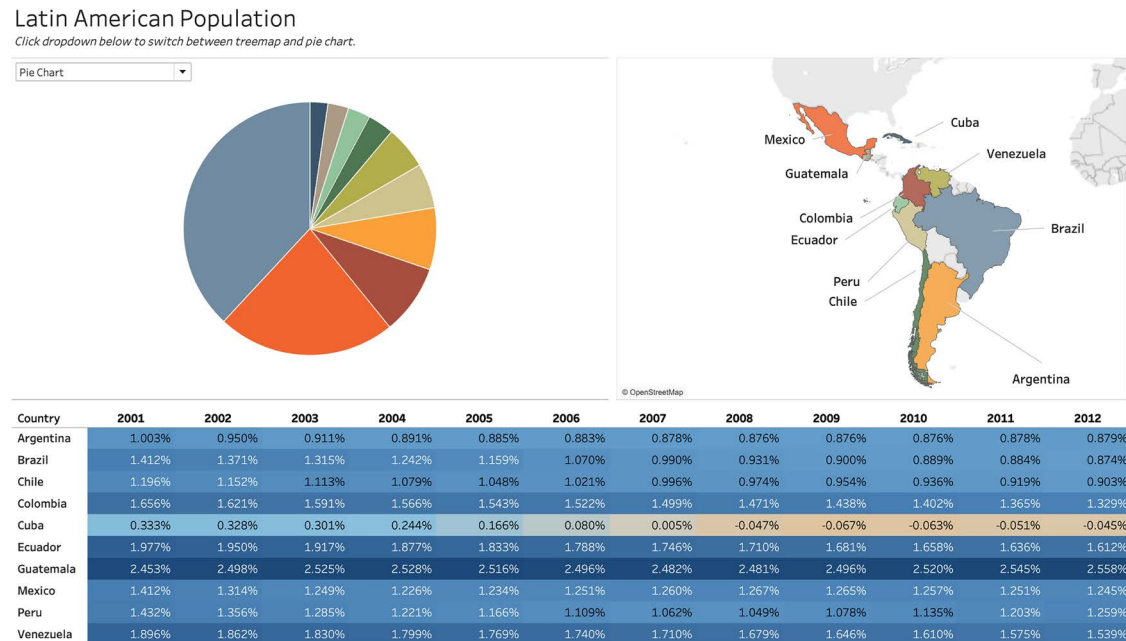 Latin American Population
Click dropdown below to switch between treemap and pie chart.
Pie Chart
Mexico
Cuba
Venezuela
Guatemala
Colombia
Ecuador
Brazil
Peru
Chile
Argentina
© OpenStreetMap
Country 2001 2002 2003 2004 2005 2006 2007 2008 2009 2010 2011 2012
Argentina 1.003% 0.950% 0.911% 0.891% 0.885% 0.883% 0.878% 0.876% 0.876% 0.876% 0.878% 0.879%
Brazil 1.412% 1.371% 1.315% 1.242% 1.159% 1.070% 0.990% 0.931% 0.900% 0.889% 0.884% 0.874%
Chile 1.196% 1.152% 1.113% 1.079% 1.048% 1.021% 0.996% 0.974% 0.954% 0.936% 0.919% 0.903%
Colombia 1.656% 1.621% 1.591% 1.566% 1.543% 1.522% 1.499% 1.471% 1.438% 1.402% 1.365% 1.329%
Cuba 0.333% 0.328% 0.301% 0.244% 0.166% 0.080% 0.005% -0.047% -0.067% -0.063% -0.051% -0.045%
Ecuador 1.977% 1.950% 1.917% 1.877% 1.833% 1.788% 1.746% 1.710% 1.681% 1.658% 1.636% 1.612%
Guatemala 2.453% 2.498% 2.525% 2.528% 2.516% 2.496% 2.482% 2.481% 2.496% 2.520% 2.545% 2.558%
Mexico 1.412% 1.314% 1.249% 1.226% 1.234% 1.251% 1.260% 1.267% 1.265% 1.257% 1.251% 1.245%
Peru 1.432% 1.356% 1.285% 1.221% 1.166% 1.109% 1.062% 1.049% 1.078% 1.135% 1.203% 1.259%
Venezuela 1.896% 1.862% 1.830% 1.799% 1.769% 1.740% 1.710% 1.679% 1.646% 1.610% 1.575% 1.539%